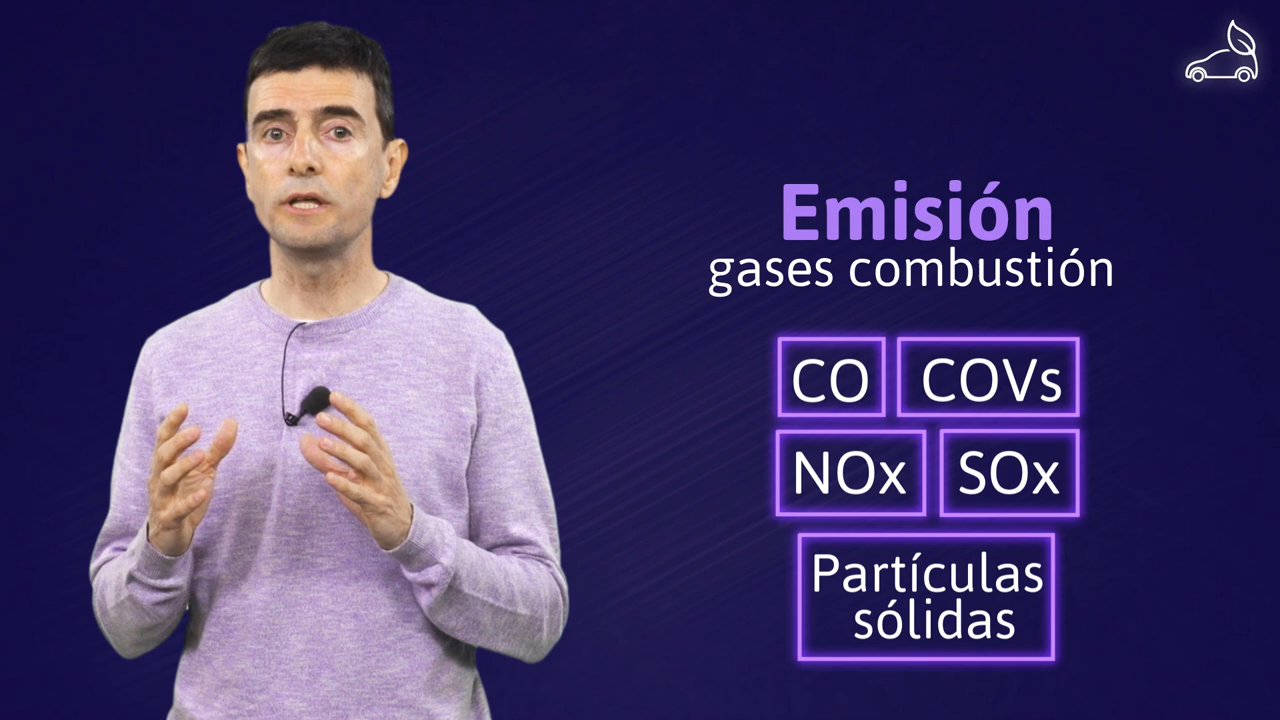 Emisión
gases combustión
CO
COVs
NOx
SOx
Partículas
sólidas